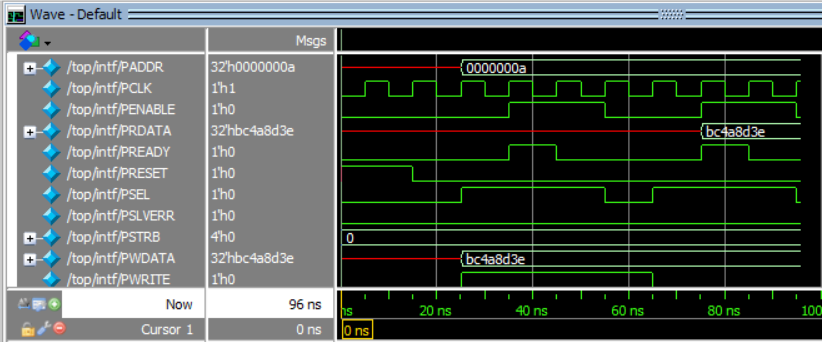 Wave - Default
Msgs
/top/intf/PADDR 32'h0000000a 0000000a
/top/intf/PCLK 1'h1
/top/intf/PENABLE 1'h0
/top/intf/PRDATA 32'hbc4a8d3e bc4a8d3e
/top/intf/PREADY 1'h0
/top/intf/PRESET 1'h0
/top/intf/PSEL 1'h0
/top/intf/PSLVERR 1'h0
/top/intf/PSTRB 4'h0 0
/top/intf/PWDATA 32'hbc4a8d3e bc4a8d3e
/top/intf/PWRITE 1'h0
Now 96 ns ns 20 ns 40 ns 60 ns 80 ns 100
Cursor 1 0 ns 0 ns